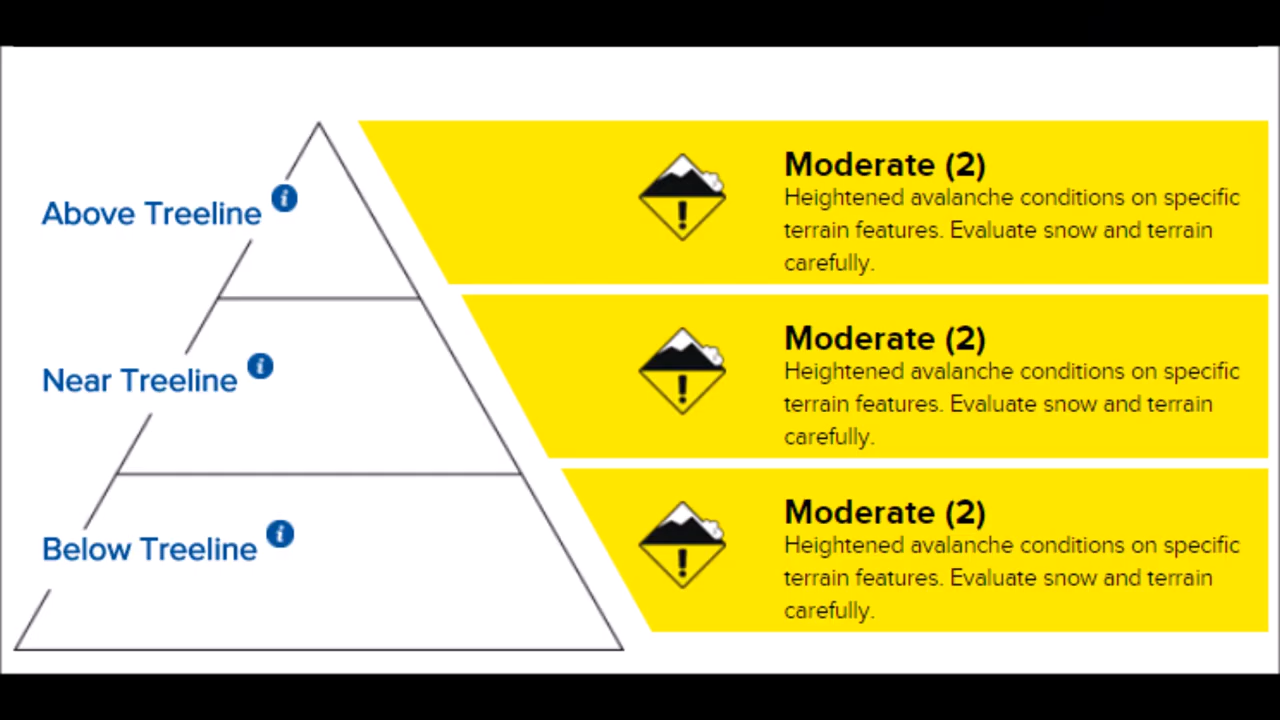 Above Treeline
Moderate (2)
Heightened avalanche conditions on specific
terrain features. Evaluate snow and terrain
carefully.
Near Treeline
Moderate (2)
Heightened avalanche conditions on specific
terrain features. Evaluate snow and terrain
carefully.
Below Treeline
Moderate (2)
Heightened avalanche conditions on specific
terrain features. Evaluate snow and terrain
carefully.